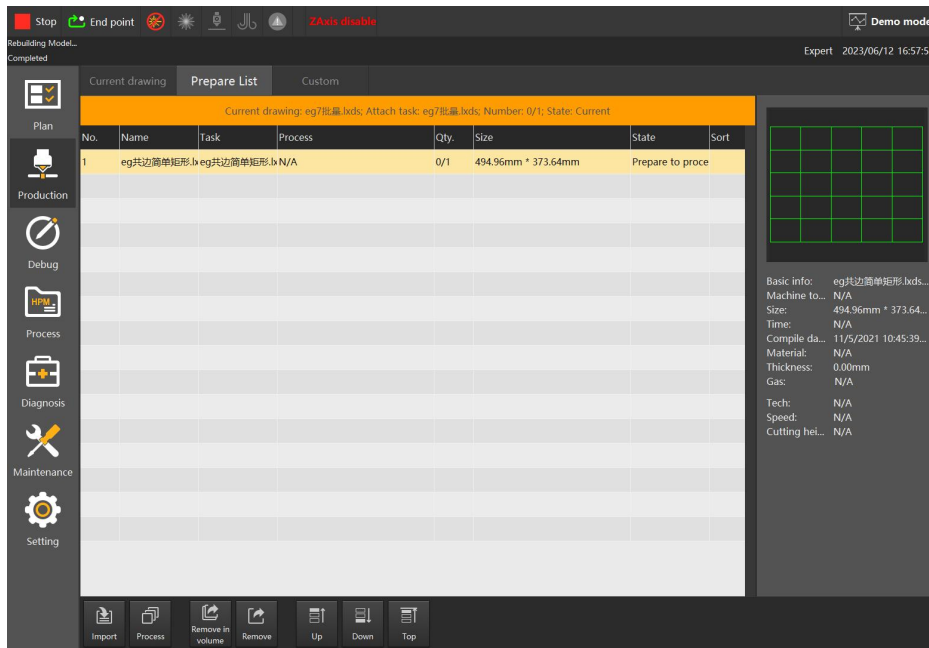 Stop End point ZAxis disable Demo mode
Rebuilding Model...
Completed
Expert 2023/06/12 16:57:5
Current drawing Prepare List Custom
Plan
Production
Debug
HPM
Process
Diagnosis
Maintenance
Setting
Current drawing: eg7批量.lxds; Attach task: eg7批量.lxds; Number: 0/1; State: Current
No. Name Task Process Qty. Size State Sort
1 eg共边简单矩形.lx eg共边简单矩形.lx N/A 0/1 494.96mm * 373.64mm Prepare to proce
Basic info: eg共边简单矩形.lxds...
Machine to... N/A
Size: 494.96mm * 373.64...
Time: N/A
Compile da... 11/5/2021 10:45:39...
Material: N/A
Thickness: 0.00mm
Gas: N/A
Tech: N/A
Speed: N/A
Cutting hei... N/A
Import Process Remove in volume Remove Up Down Top